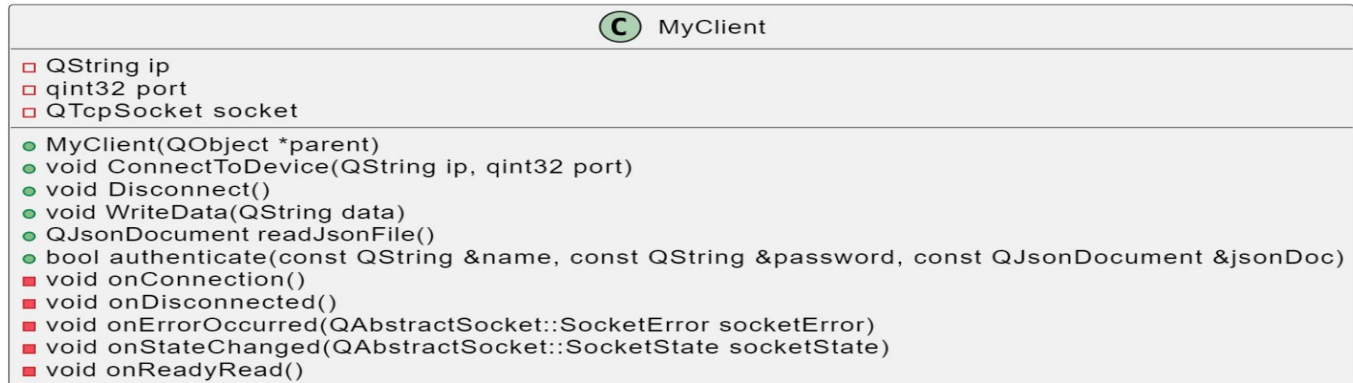 C MyClient
QString ip
qint32 port
QTcpSocket socket
MyClient(QObject *parent)
void ConnectToDevice(QString ip, qint32 port)
void Disconnect()
void WriteData(QString data)
QJsonDocument readJsonFile()
bool authenticate(const QString &name, const QString &password, const QJsonDocument &jsonDoc)
void onConnection()
void onDisconnected()
void onErrorOccurred(QAbstractSocket::SocketError socketError)
void onStateChanged(QAbstractSocket::SocketState socketState)
void onReadyRead()